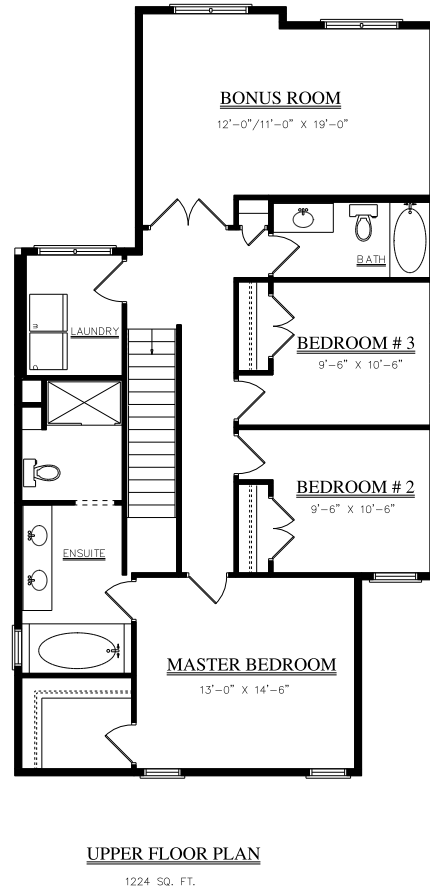 BONUS ROOM
12'-0"/11'-0" X 19'-0"
BATH
LAUNDRY
BEDROOM # 3
9'-6" X 10'-6"
BEDROOM # 2
9'-6" X 10'-6"
ENSUITE
MASTER BEDROOM
13'-0" X 14'-6"
UPPER FLOOR PLAN
1224 SQ. FT.